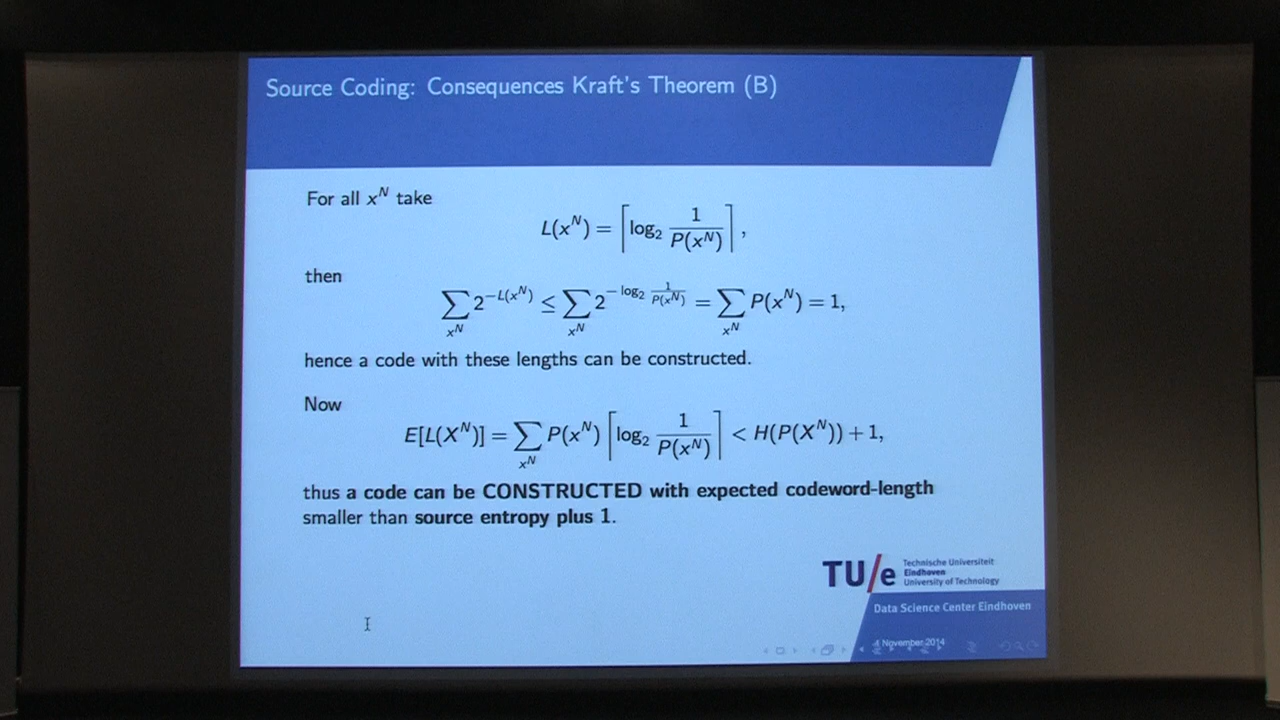 Source Coding: Consequences Kraft's Theorem (B)
For all x^N take
L(x^N) = ⌈log₂ 1/P(x^N)⌉,
then
∑_{x^N} 2^{-L(x^N)} ≤ ∑_{x^N} 2^{-log₂ 1/P(x^N)} = ∑_{x^N} P(x^N) = 1,
hence a code with these lengths can be constructed.
Now
E[L(X^N)] = ∑_{x^N} P(x^N) ⌈log₂ 1/P(x^N)⌉ < H(P(X^N)) + 1,
thus a code can be CONSTRUCTED with expected codeword-length
smaller than source entropy plus 1.
TU/e Technische Universiteit
Eindhoven
University of Technology
Data Science Center Eindhoven
4 November 2014